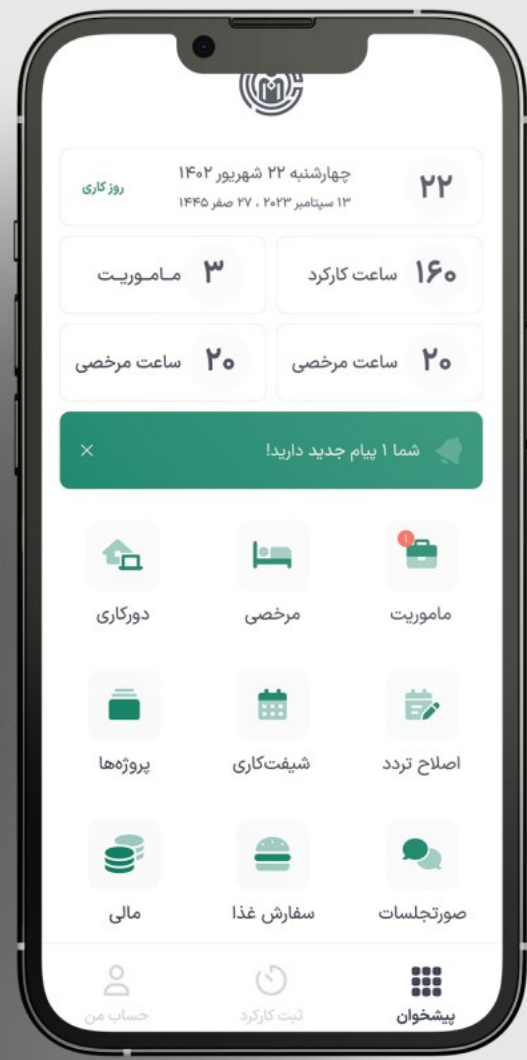 ۲۲
چهارشنبه ۲۲ شهریور ۱۴۰۲
۱۳ سپتامبر ۲۰۲۳ ، ۲۷ صفر ۱۴۴۵
روز کاری
۱۶۰ ساعت کارکرد
۳ مـامـوریـت
۲۰ ساعت مرخصی
۲۰ ساعت مرخصی
شما ۱ پیام جدید دارید!
۱
ماموریت
مرخصی
دورکاری
اصلاح تردد
شیفت‌کاری
پروژه‌ها
صورتجلسات
سفارش غذا
مالی
پیشخوان
ثبت کارکرد
حساب من